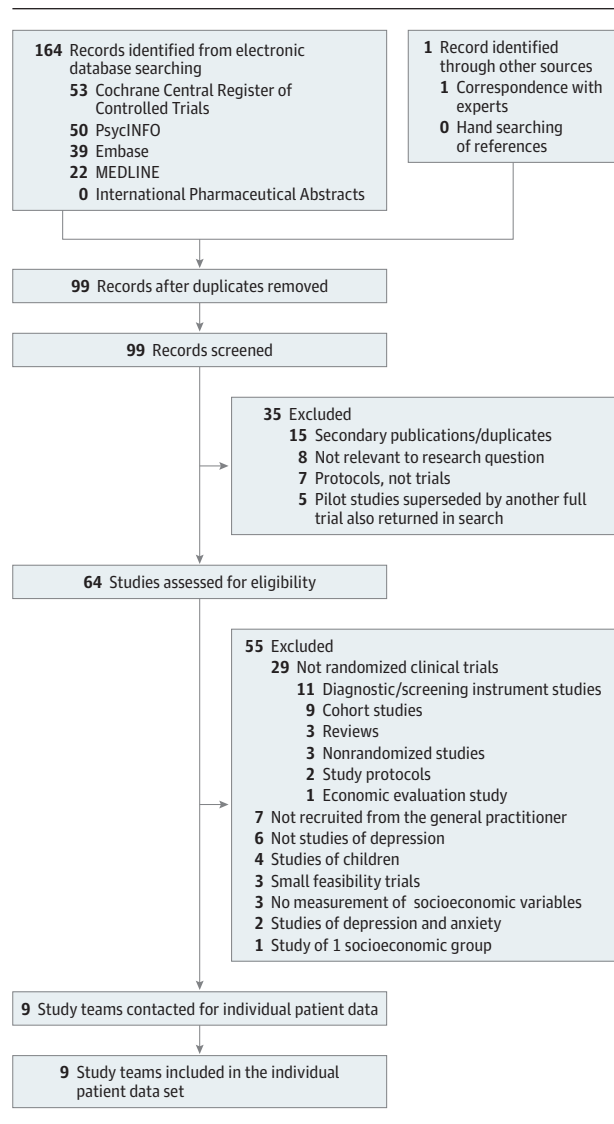 164 Records identified from electronic
database searching
53 Cochrane Central Register of
Controlled Trials
50 PsycINFO
39 Embase
22 MEDLINE
0 International Pharmaceutical Abstracts
1 Record identified
through other sources
1 Correspondence with
experts
0 Hand searching
of references
99 Records after duplicates removed
99 Records screened
35 Excluded
15 Secondary publications/duplicates
8 Not relevant to research question
7 Protocols, not trials
5 Pilot studies superseded by another full
trial also returned in search
64 Studies assessed for eligibility
55 Excluded
29 Not randomized clinical trials
11 Diagnostic/screening instrument studies
9 Cohort studies
3 Reviews
3 Nonrandomized studies
2 Study protocols
1 Economic evaluation study
7 Not recruited from the general practitioner
6 Not studies of depression
4 Studies of children
3 Small feasibility trials
3 No measurement of socioeconomic variables
2 Studies of depression and anxiety
1 Study of 1 socioeconomic group
9 Study teams contacted for individual patient data
9 Study teams included in the individual
patient data set